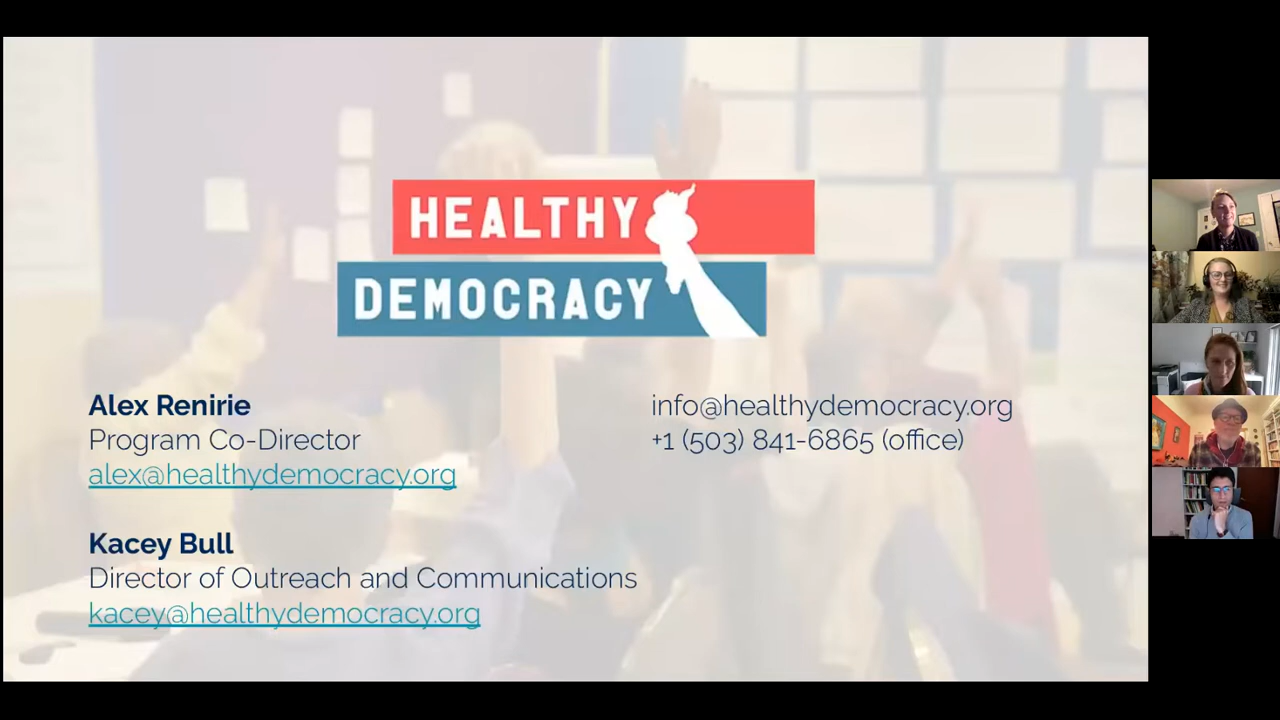 HEALTHY
DEMOCRACY
Alex Renirie
Program Co-Director
alex@healthydemocracy.org
Kacey Bull
Director of Outreach and Communications
kacey@healthydemocracy.org
info@healthydemocracy.org
+1 (503) 841-6865 (office)